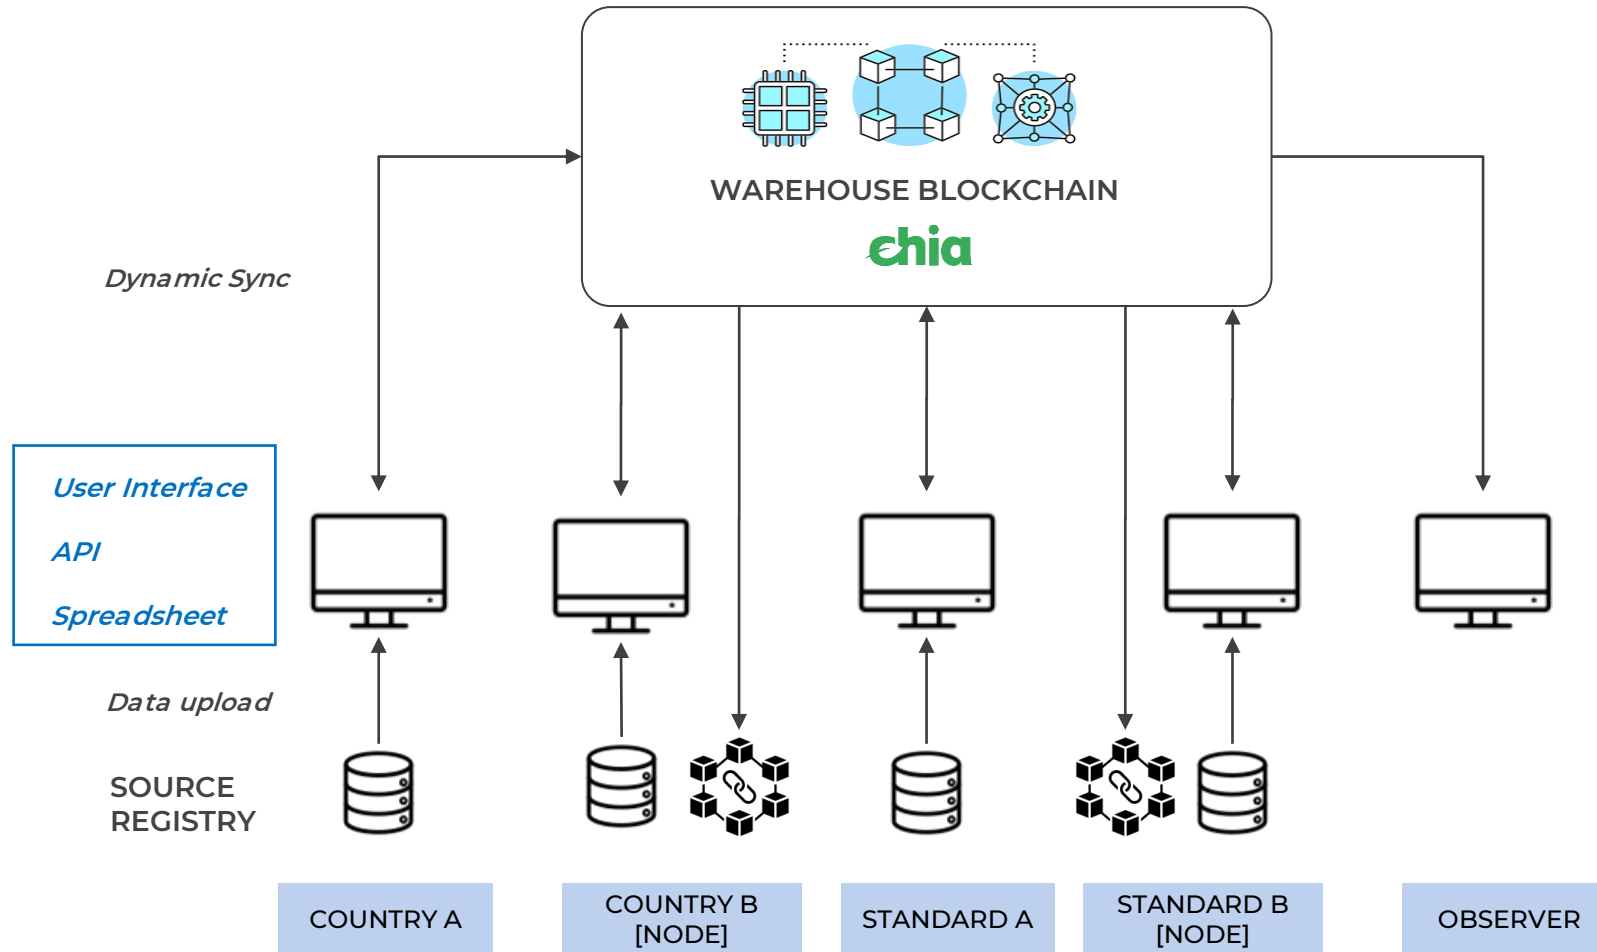 WAREHOUSE BLOCKCHAIN
chia
Dynamic Sync
User Interface
API
Spreadsheet
Data upload
SOURCE
REGISTRY
COUNTRY A
COUNTRY B
[NODE]
STANDARD A
STANDARD B
[NODE]
OBSERVER